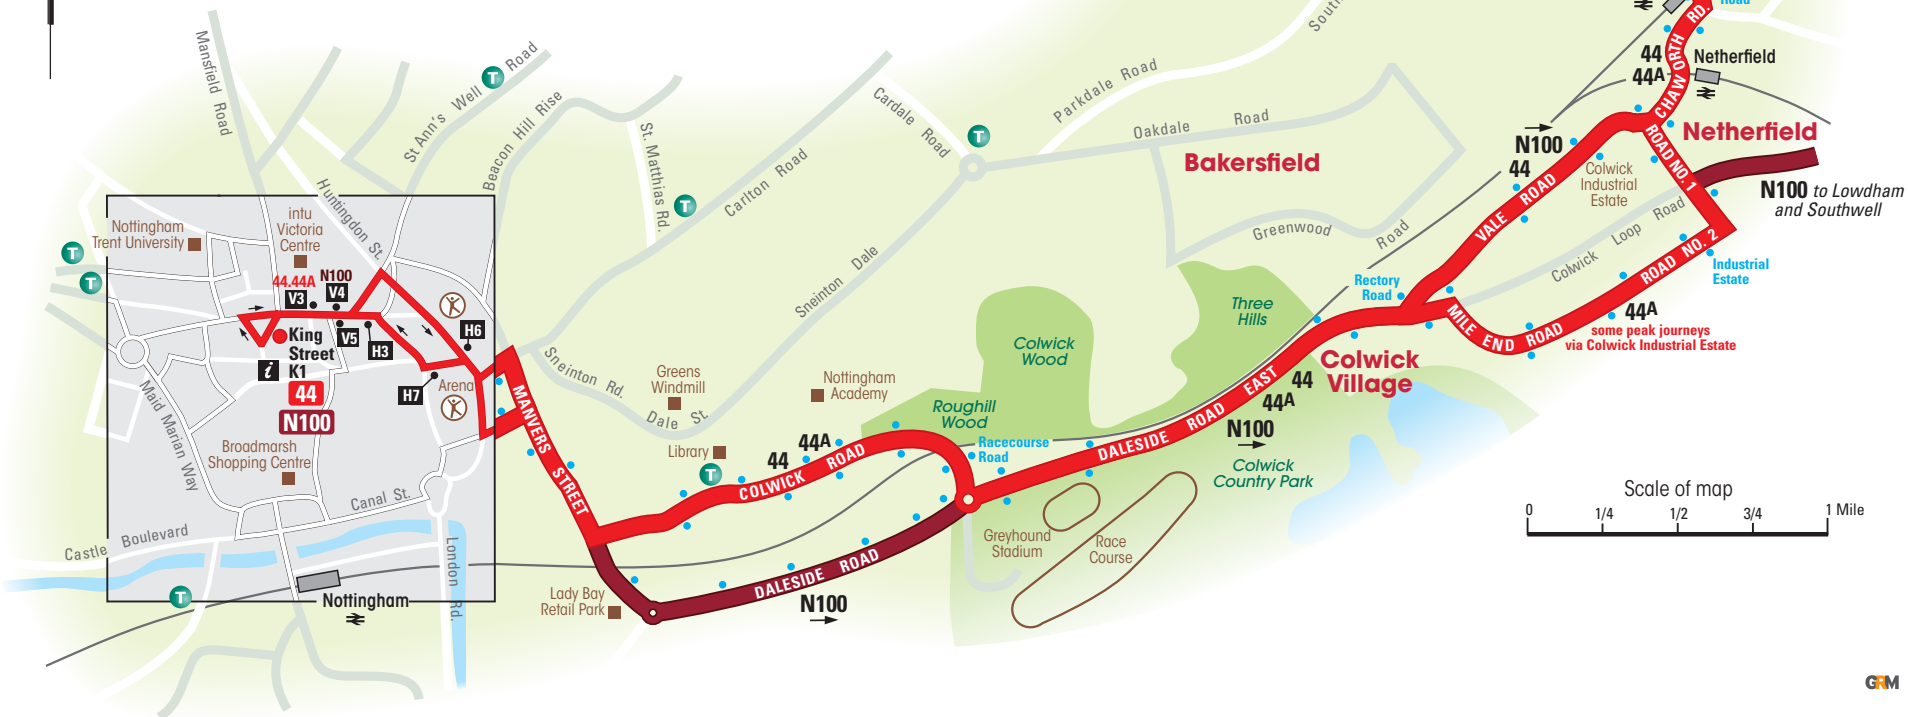 Road
RD.
CHAWORTH
44
44A
Netherfield
South
Mansfield Road
St Ann's Well Road
T
Beacon Hill Rise
St. Matthias Rd.
Cardale Road
Parkdale Road
Oakdale Road
T
N100
44
Netherfield
ROAD NO. 1
Bakersfield
Colwick
Industrial
Estate
N100 to Lowdham
and Southwell
Huntingdon St.
Carlton Road
T
VALE ROAD
Nottingham
Trent University
intu
Victoria
Centre
Greenwood Road
Colwick Loop Road
ROAD NO. 2
T
T
44.44A
N100
V3
V4
Sneinton Dale
Rectory
Road
Industrial
Estate
Three
Hills
V5
H3
H6
King
Street
K1
i
44
N100
H7
Arena
Sneinton Rd.
Colwick
Wood
MILE END ROAD
44A
some peak journeys
via Colwick Industrial Estate
Colwick
Village
Greens
Windmill
Nottingham
Academy
Maid Marian Way
MANVERS STREET
Dale St.
Roughill
Wood
DALESIDE ROAD EAST
44
44A
N100
Broadmarsh
Shopping Centre
Library
T
44
44A
COLWICK ROAD
Racecourse
Road
Colwick
Country Park
Canal St.
Scale of map
0
1/4
1/2
3/4
1 Mile
Castle Boulevard
Greyhound
Stadium
Race
Course
London Rd.
T
Nottingham
Lady Bay
Retail Park
DALESIDE ROAD
N100
GRM